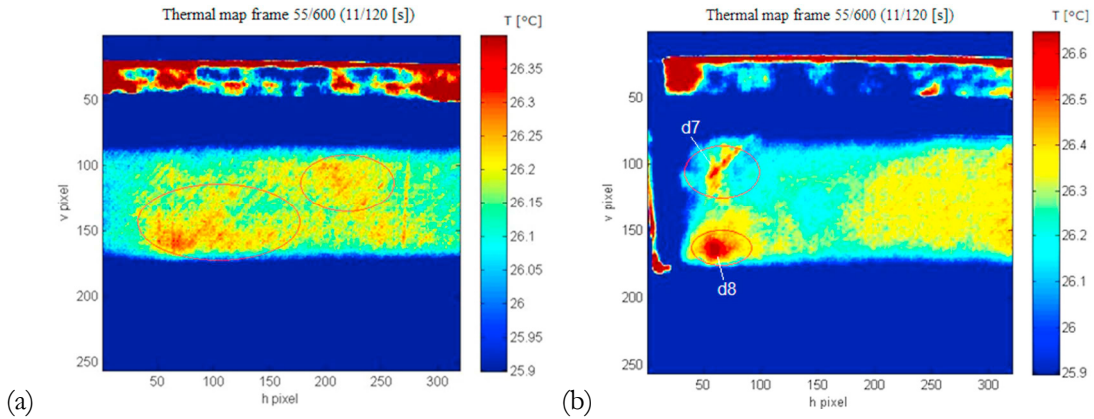 Thermal map frame 55/600 (11/120 [s])
T [°C]
26.35
26.3
26.25
26.2
26.15
26.1
26.05
26
25.95
25.9
50
100
150
200
250
v pixel
50 100 150 200 250 300
h pixel
(a)
Thermal map frame 55/600 (11/120 [s])
T [°C]
26.6
26.5
26.4
26.3
26.2
26.1
26
25.9
50
100
150
200
250
v pixel
d7
d8
50 100 150 200 250 300
h pixel
(b)